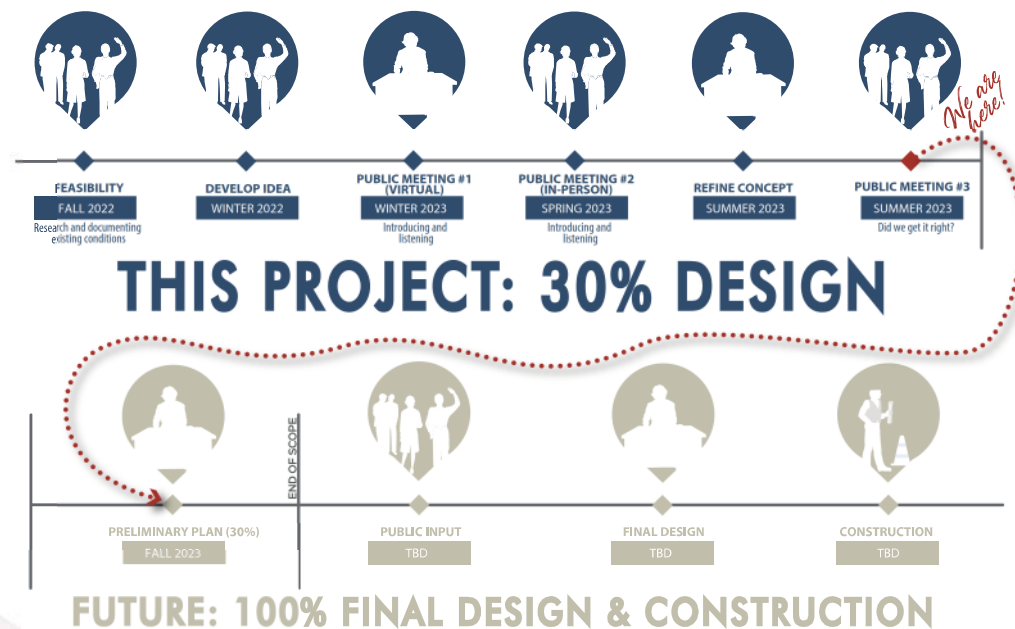 We are
here!
FEASIBILITY
FALL 2022
Research and documenting
existing conditions
DEVELOP IDEA
WINTER 2022
PUBLIC MEETING #1
(VIRTUAL)
WINTER 2023
Introducing and
listening
PUBLIC MEETING #2
(IN-PERSON)
SPRING 2023
Introducing and
listening
REFINE CONCEPT
SUMMER 2023
PUBLIC MEETING #3
SUMMER 2023
Did we get it right?
THIS PROJECT: 30% DESIGN
END OF SCOPE
PRELIMINARY PLAN (30%)
FALL 2023
PUBLIC INPUT
TBD
FINAL DESIGN
TBD
CONSTRUCTION
TBD
FUTURE: 100% FINAL DESIGN & CONSTRUCTION